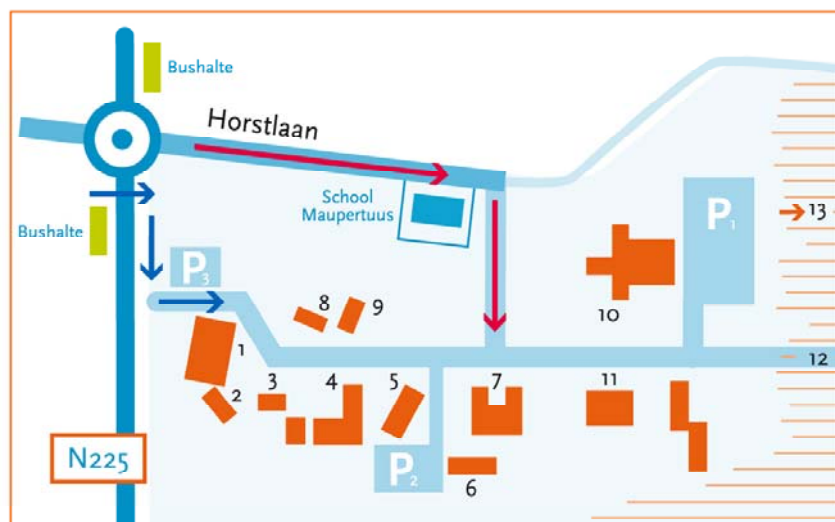 Bushalte
Horstlaan
School
Maupertuus
Bushalte
P1
13
P3
8
9
10
1
12
2
3
4
5
7
11
N225
P2
6